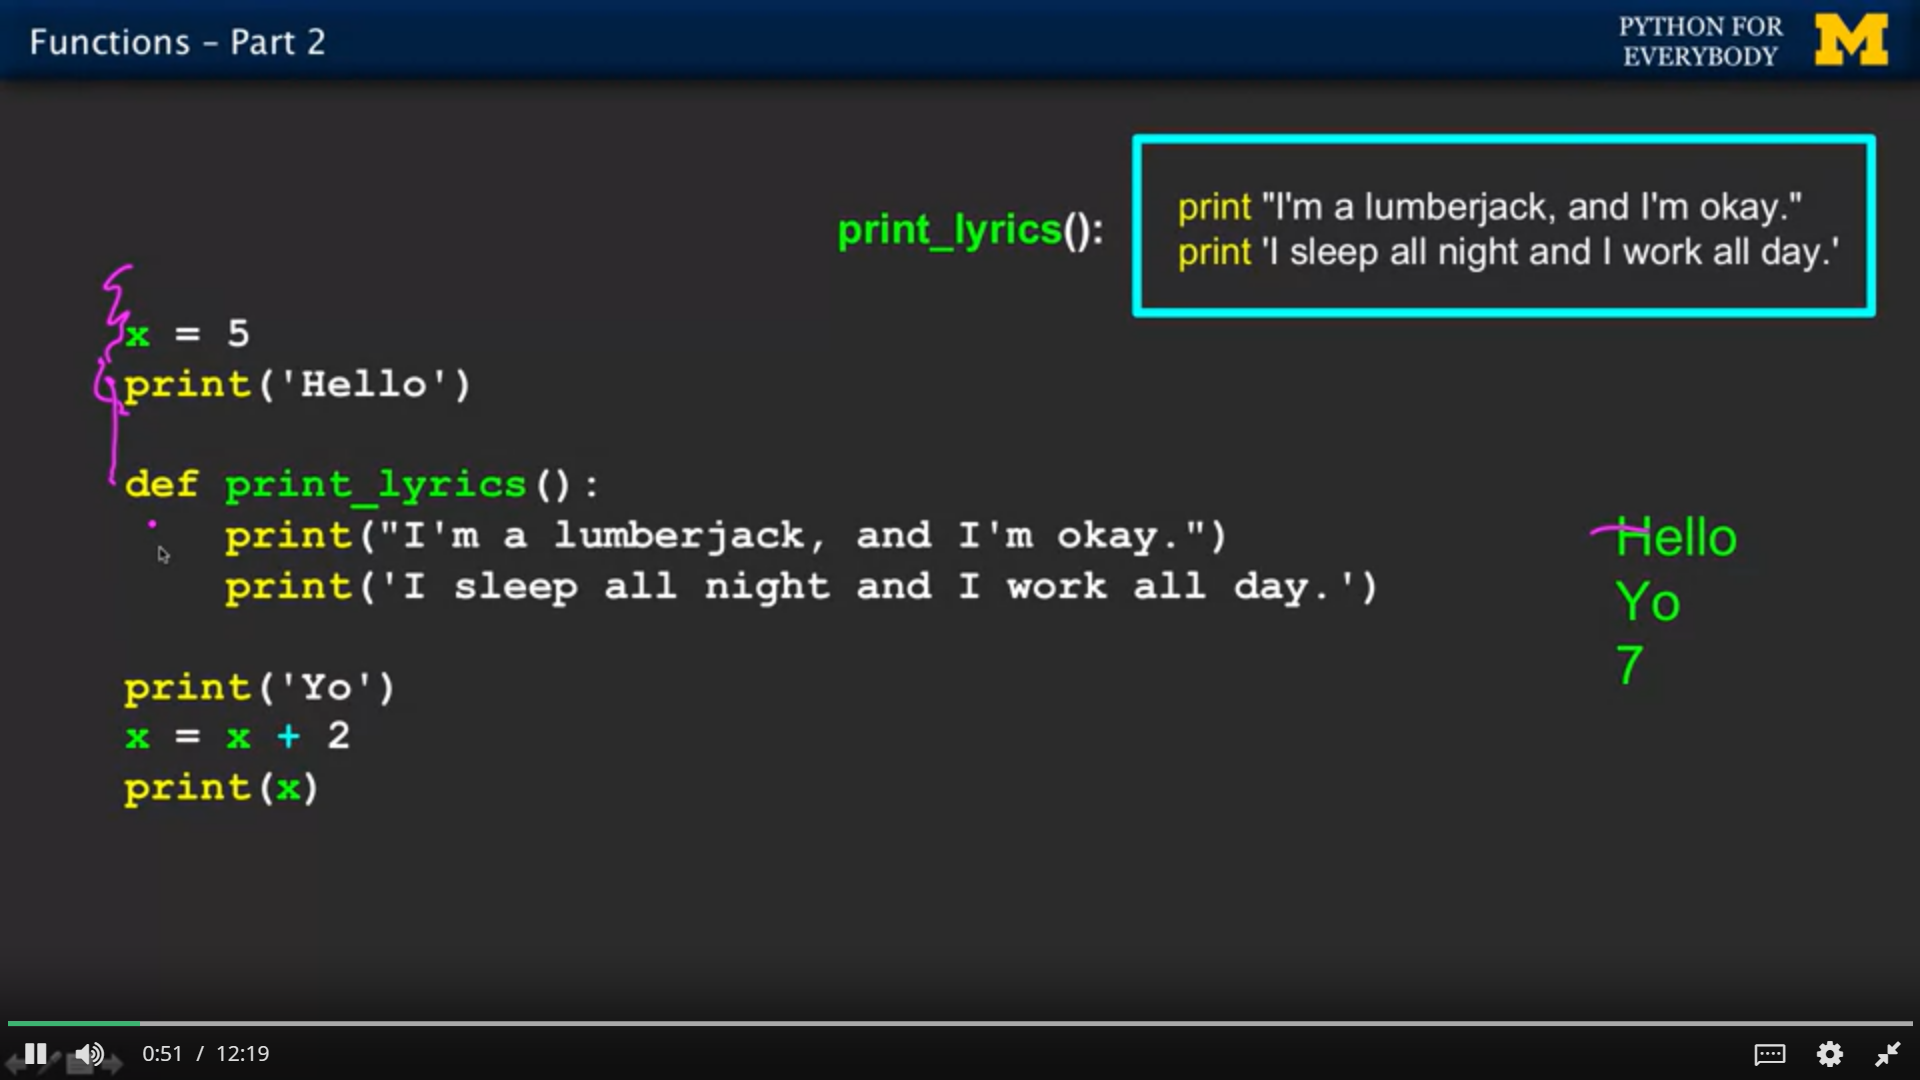 Functions – Part 2
PYTHON FOR
EVERYBODY
M
print_lyrics():
print "I'm a lumberjack, and I'm okay."
print 'I sleep all night and I work all day.'
x = 5
print('Hello')
def print_lyrics():
print("I'm a lumberjack, and I'm okay.")
print('I sleep all night and I work all day.')
print('Yo')
x = x + 2
print(x)
Hello
Yo
7
0:51 / 12:19